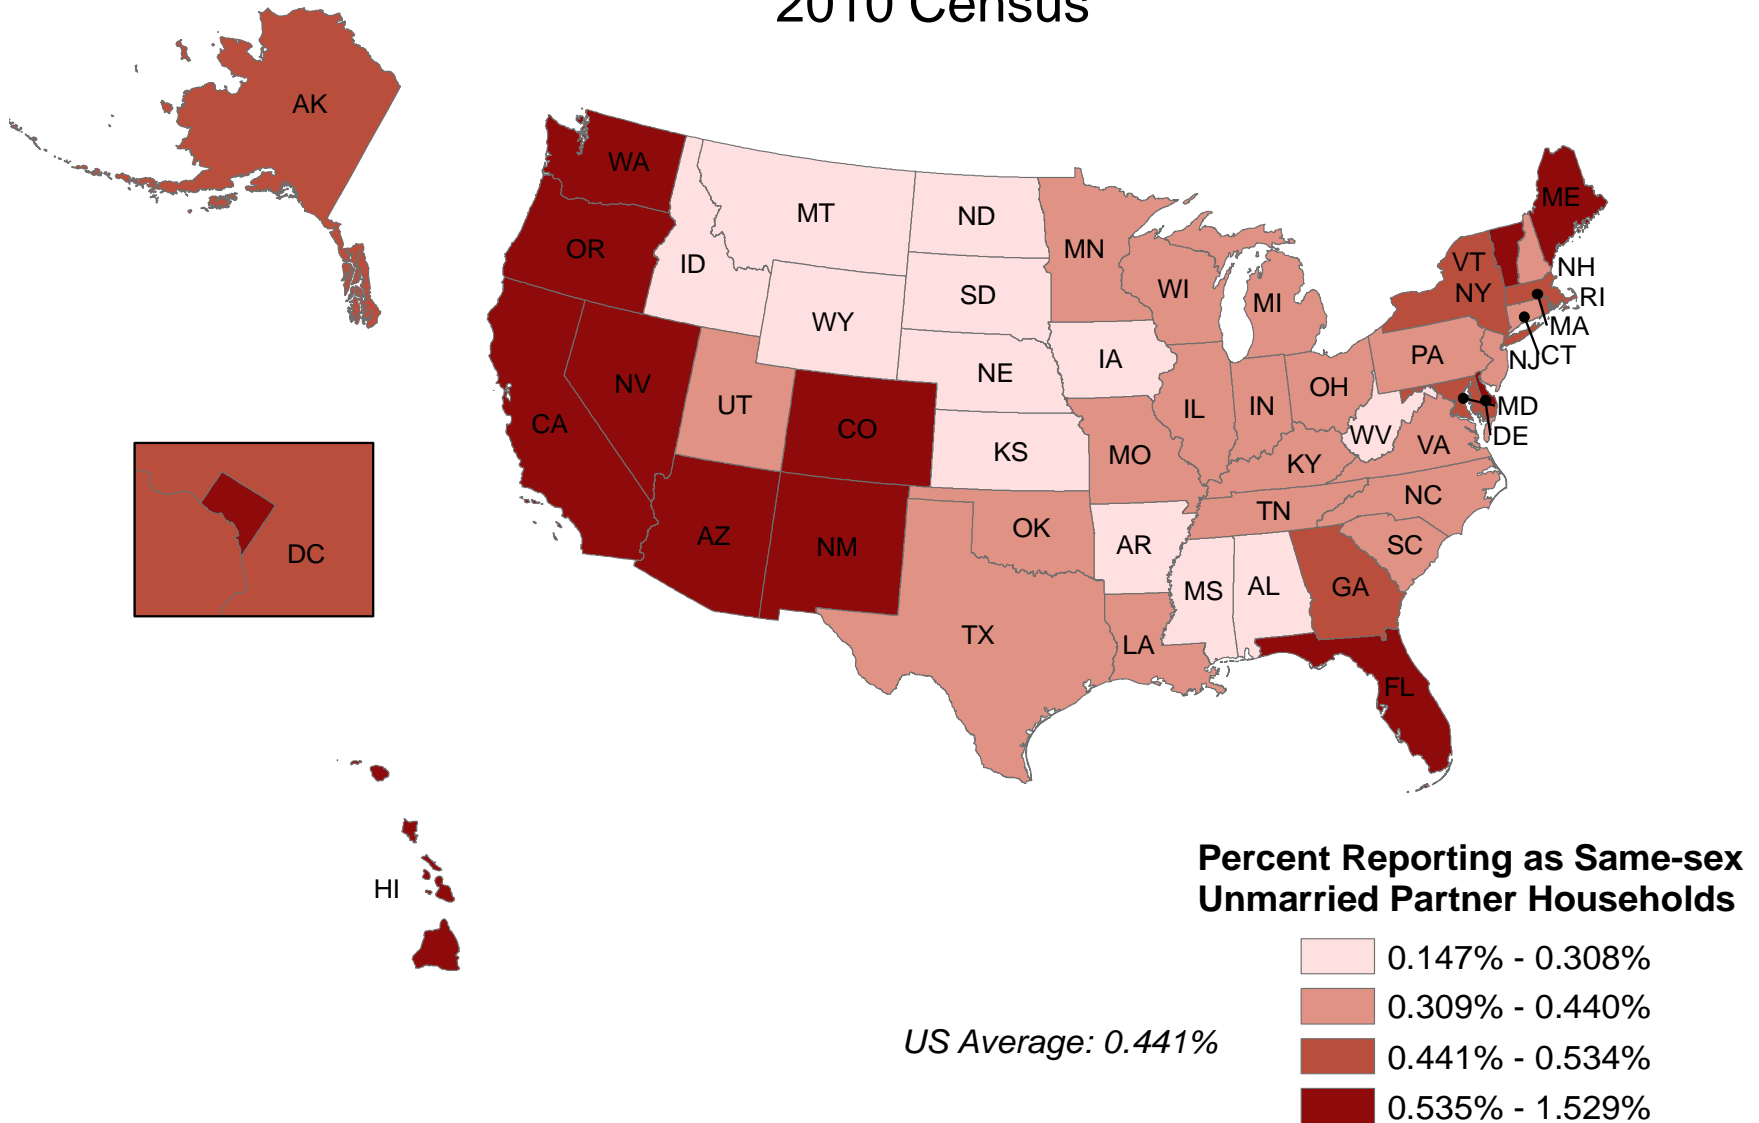 2010 Census
AK
WA
OR
ID
MT
ND
MN
SD
WY
WI
MI
ME
VT
NH
NY
RI
MA
NJ
CT
PA
IA
NE
NV
UT
CA
CO
KS
MO
IL
IN
OH
WV
VA
MD
DE
KY
NC
TN
SC
OK
AR
AZ
NM
MS
AL
GA
TX
LA
FL
DC
HI
Percent Reporting as Same-sex
Unmarried Partner Households
0.147% - 0.308%
0.309% - 0.440%
US Average: 0.441%
0.441% - 0.534%
0.535% - 1.529%